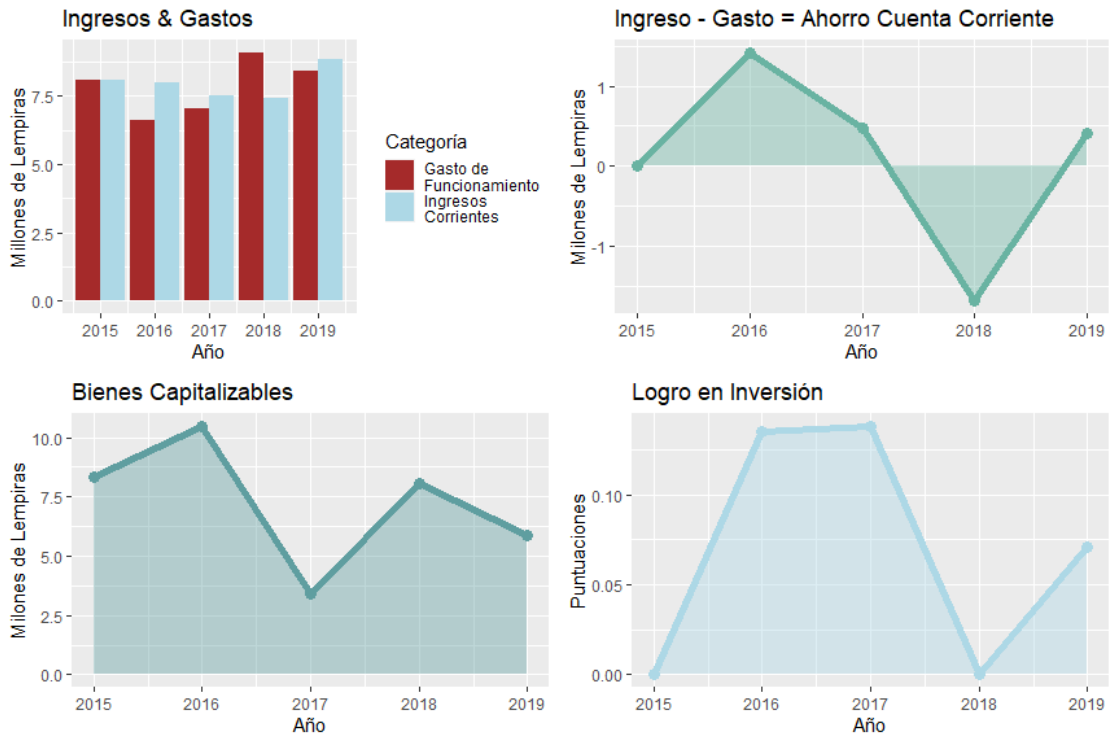 Ingresos & Gastos
Millones de Lempiras
7.5
5.0
2.5
0.0
2015 2016 2017 2018 2019
Año
Categoría
Gasto de
Funcionamiento
Ingresos
Corrientes
Ingreso - Gasto = Ahorro Cuenta Corriente
Milones de Lempiras
1
0
-1
2015 2016 2017 2018 2019
Año
Bienes Capitalizables
Milones de Lempiras
10.0
7.5
5.0
2.5
0.0
2015 2016 2017 2018 2019
Año
Logro en Inversión
Puntuaciones
0.10
0.05
0.00
2015 2016 2017 2018 2019
Año